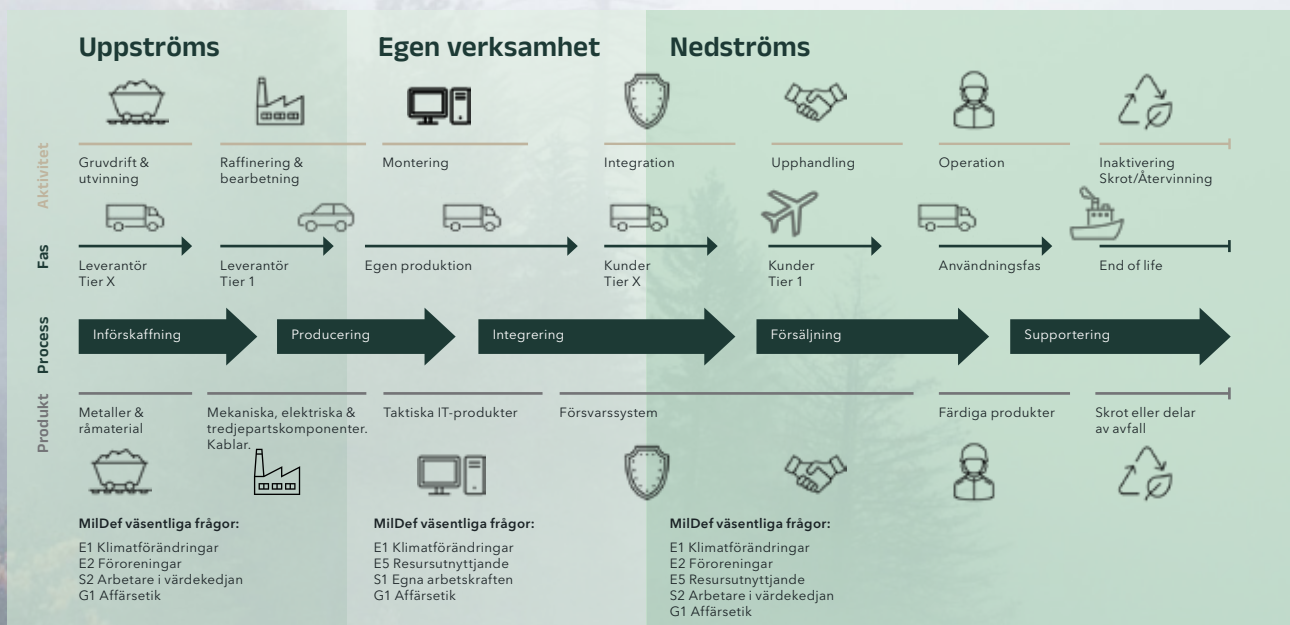 Uppströms
Egen verksamhet
Nedströms
Aktivitet
Gruvdrift &
utvinning
Raffinering &
bearbetning
Montering
Integration
Upphandling
Operation
Inaktivering
Skrot/Återvinning
Fas
Leverantör
Tier X
Leverantör
Tier 1
Egen produktion
Kunder
Tier X
Kunder
Tier 1
Användningsfas
End of life
Process
Införskaffning
Producering
Integrering
Försäljning
Supportering
Produkt
Metaller &
råmaterial
Mekaniska, elektriska &
tredjepartskomponenter.
Kablar.
Taktiska IT-produkter
Försvarssystem
Färdiga produkter
Skrot eller delar
av avfall
MilDef väsentliga frågor:
E1 Klimatförändringar
E2 Föroreningar
S2 Arbetare i värdekedjan
G1 Affärsetik
MilDef väsentliga frågor:
E1 Klimatförändringar
E5 Resursutnyttjande
S1 Egna arbetskraften
G1 Affärsetik
MilDef väsentliga frågor:
E1 Klimatförändringar
E2 Föroreningar
E5 Resursutnyttjande
S2 Arbetare i värdekedjan
G1 Affärsetik